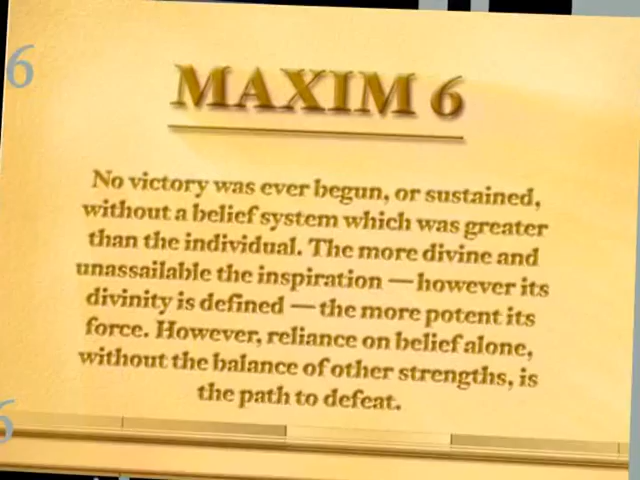 6
MAXIM 6
No victory was ever begun, or sustained,
without a belief system which was greater
than the individual. The more divine and
unassailable the inspiration — however its
divinity is defined — the more potent its
force. However, reliance on belief alone,
without the balance of other strengths, is
the path to defeat.
6